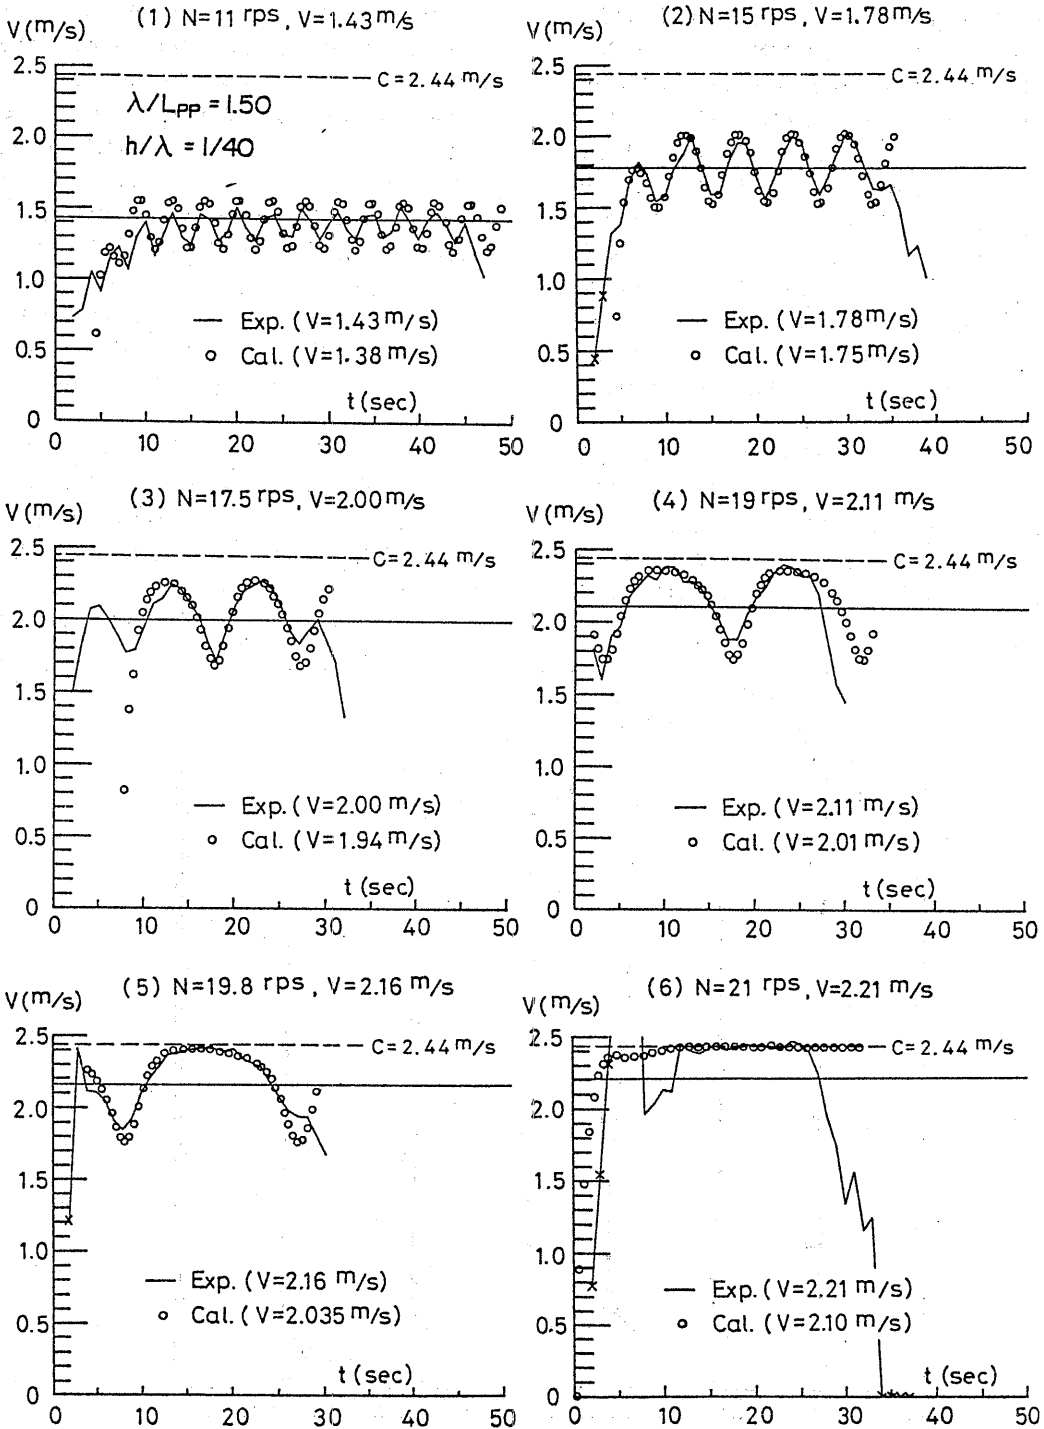 (1) N=11 rps, V=1.43m/s
V(m/s)
2.5
C=2.44 m/s
λ/LPP=1.50
2.0
h/λ=1/40
1.5
1.0
Exp. (V=1.43m/s)
0.5
Cal. (V=1.38 m/s)
t(sec)
0
0 10 20 30 40 50
(2) N=15 rps, V=1.78m/s
V(m/s)
2.5
C=2.44 m/s
2.0
1.5
1.0
Exp. (V=1.78m/s)
0.5
Cal. (V=1.75m/s)
t(sec)
0
0 10 20 30 40 50
(3) N=17.5 rps, V=2.00m/s
V(m/s)
2.5
C=2.44 m/s
2.0
1.5
1.0
Exp. (V=2.00 m/s)
0.5
Cal. (V=1.94 m/s)
t(sec)
0
0 10 20 30 40 50
(4) N=19 rps, V=2.11 m/s
V(m/s)
2.5
C=2.44 m/s
2.0
1.5
1.0
Exp. (V=2.11 m/s)
0.5
Cal. (V=2.01 m/s)
t(sec)
0
0 10 20 30 40 50
(5) N=19.8 rps, V=2.16 m/s
V(m/s)
2.5
C=2.44 m/s
2.0
1.5
1.0
Exp. (V=2.16 m/s)
0.5
Cal. (V=2.035 m/s)
t(sec)
0
0 10 20 30 40 50
(6) N=21 rps, V=2.21 m/s
V(m/s)
2.5
C=2.44 m/s
2.0
1.5
1.0
Exp. (V=2.21 m/s)
0.5
Cal. (V=2.10 m/s)
t(sec)
0
0 10 20 30 40 50